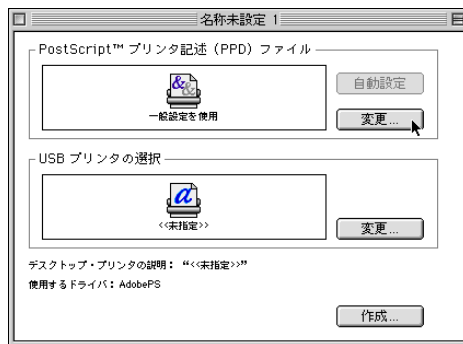 名称未設定 1
PostScript™ プリンタ記述（PPD）ファイル
自動設定
一般設定を使用
変更...
USB プリンタの選択
<<未指定>>
変更...
デスクトップ・プリンタの説明： “<<未指定>>”
使用するドライバ：AdobePS
作成...